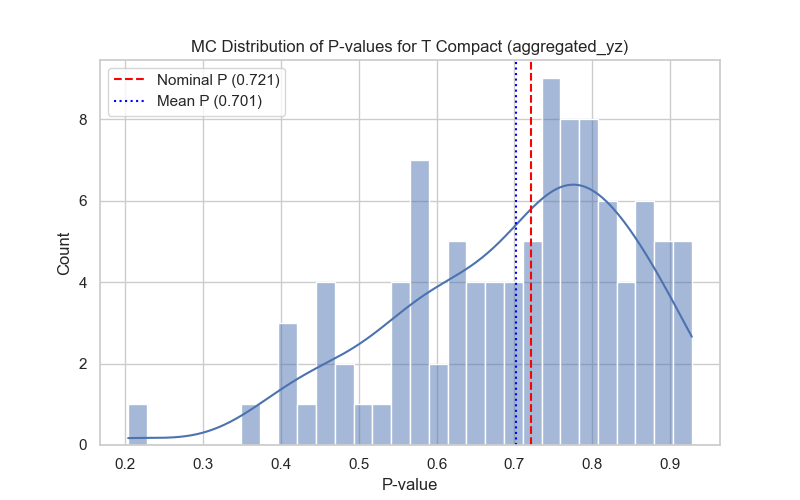 MC Distribution of P-values for T Compact (aggregated_yz)
Nominal P (0.721)
Mean P (0.701)
8
6
4
2
0
Count
0.2 0.3 0.4 0.5 0.6 0.7 0.8 0.9
P-value